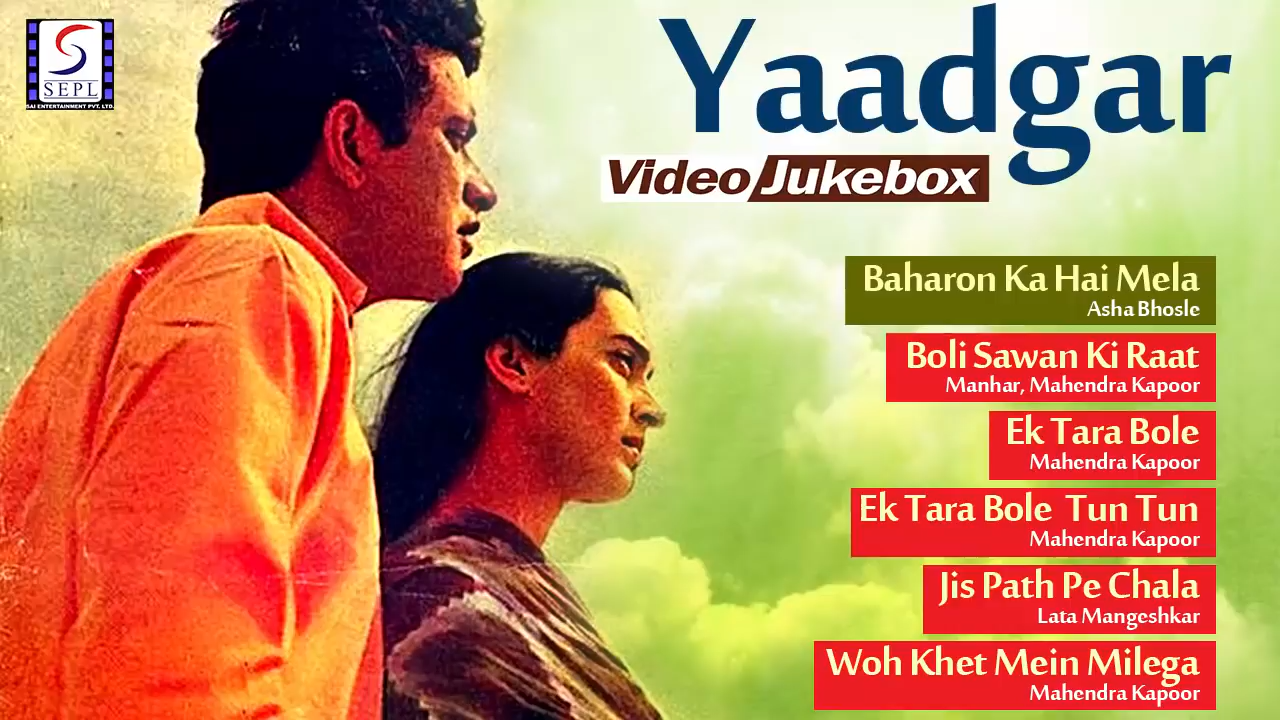 S
SEPL
SAI ENTERTAINMENT PVT. LTD.
Yaadgar
Video Jukebox
Baharon Ka Hai Mela
Asha Bhosle
Boli Sawan Ki Raat
Manhar, Mahendra Kapoor
Ek Tara Bole
Mahendra Kapoor
Ek Tara Bole Tun Tun
Mahendra Kapoor
Jis Path Pe Chala
Lata Mangeshkar
Woh Khet Mein Milega
Mahendra Kapoor